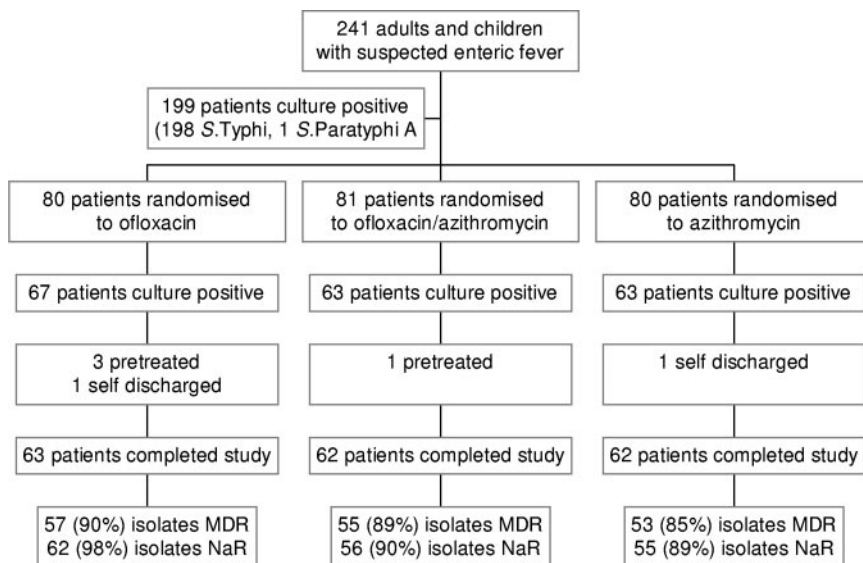 241 adults and children
with suspected enteric fever
199 patients culture positive
(198 S.Typhi, 1 S.Paratyphi A
80 patients randomised
to ofloxacin
81 patients randomised
to ofloxacin/azithromycin
80 patients randomised
to azithromycin
67 patients culture positive
63 patients culture positive
63 patients culture positive
3 pretreated
1 self discharged
1 pretreated
1 self discharged
63 patients completed study
62 patients completed study
62 patients completed study
57 (90%) isolates MDR
62 (98%) isolates NaR
55 (89%) isolates MDR
56 (90%) isolates NaR
53 (85%) isolates MDR
55 (89%) isolates NaR